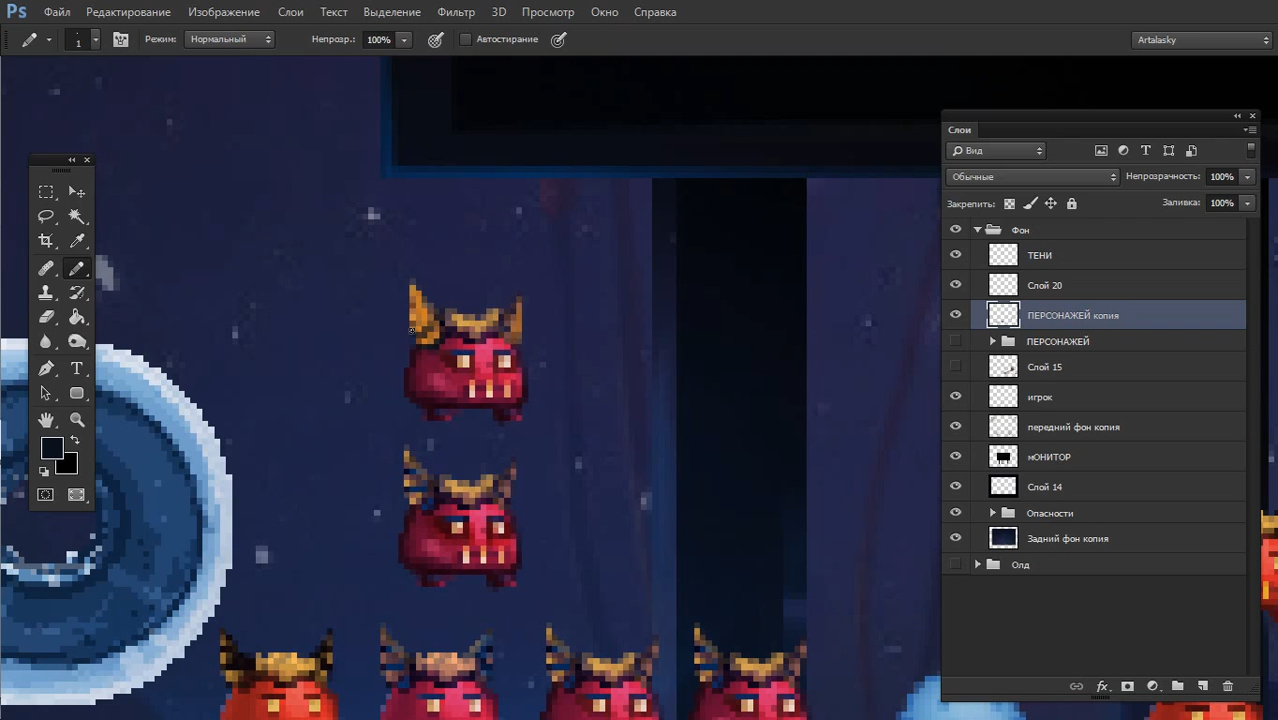 Ps Файл Редактирование Изображение Слои Текст Выделение Фильтр 3D Просмотр Окно Справка
1 Режим: Нормальный Непрозр.: 100% Автостирание Artalasky
Слои
Вид
Обычные Непрозрачность: 100%
Закрепить: Заливка: 100%
Фон
ТЕНИ
Слой 20
ПЕРСОНАЖЕЙ копия
ПЕРСОНАЖЕЙ
Слой 15
игрок
передний фон копия
мОНИТОР
Слой 14
Опасности
Задний фон копия
Олд
T
fx